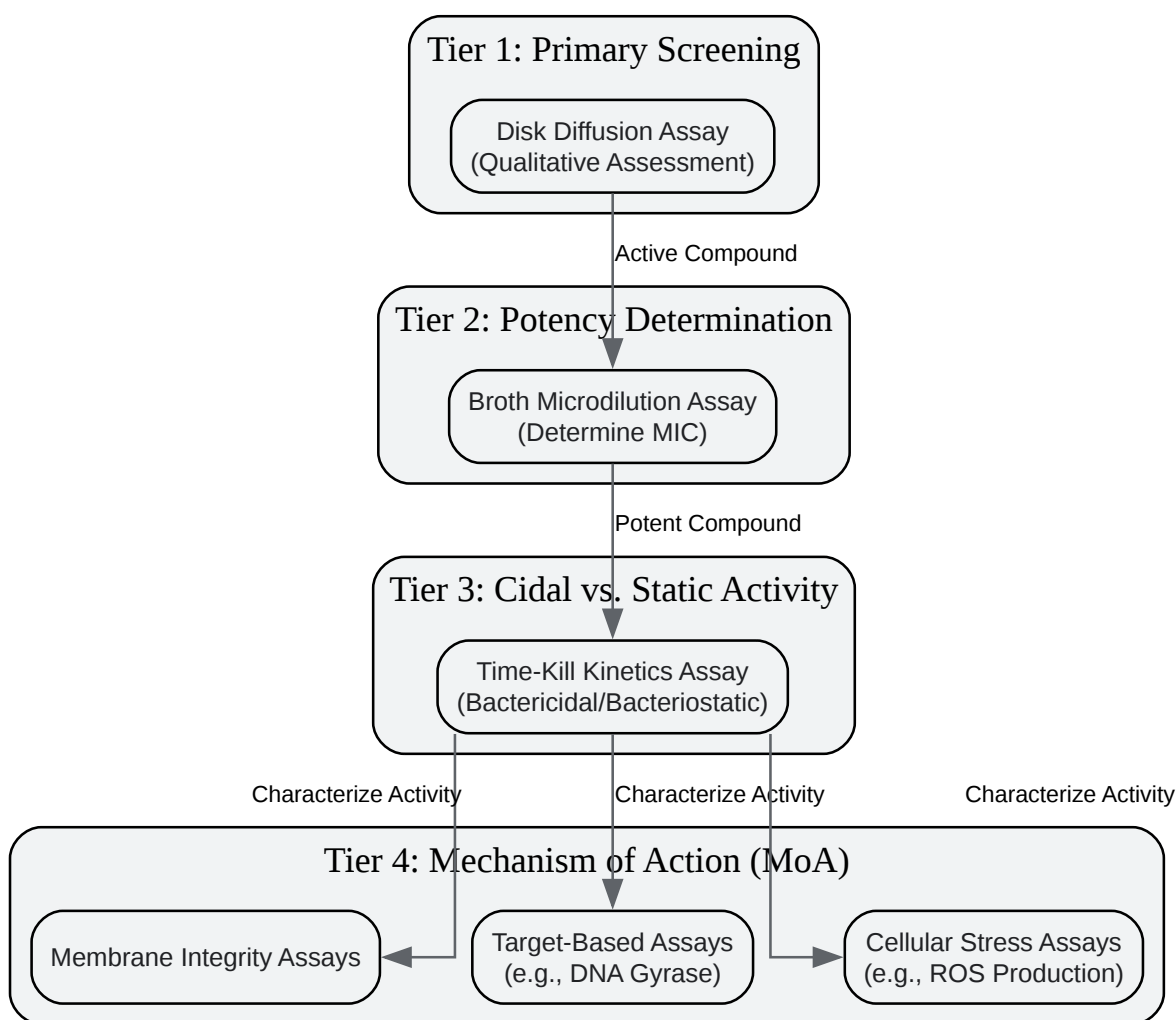 Tier 1: Primary Screening
Disk Diffusion Assay
(Qualitative Assessment)
Active Compound
Tier 2: Potency Determination
Broth Microdilution Assay
(Determine MIC)
Potent Compound
Tier 3: Cidal vs. Static Activity
Time-Kill Kinetics Assay
(Bactericidal/Bacteriostatic)
Characterize Activity
Characterize Activity
Characterize Activity
Tier 4: Mechanism of Action (MoA)
Membrane Integrity Assays
Target-Based Assays
(e.g., DNA Gyrase)
Cellular Stress Assays
(e.g., ROS Production)